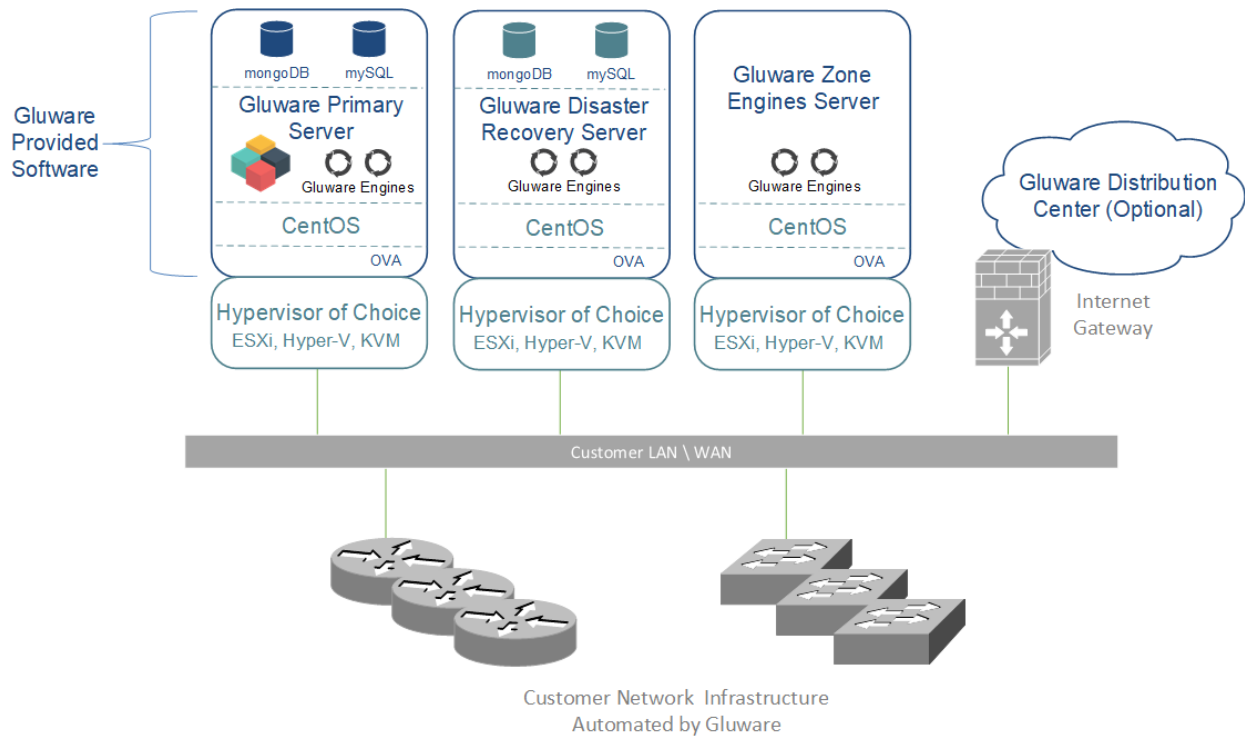 mongoDB
mySQL
Gluware Primary
Server
Gluware Engines
CentOS
OVA
Hypervisor of Choice
ESXi, Hyper-V, KVM
mongoDB
mySQL
Gluware Disaster
Recovery Server
Gluware Engines
CentOS
OVA
Hypervisor of Choice
ESXi, Hyper-V, KVM
Gluware Zone
Engines Server
Gluware Engines
CentOS
OVA
Hypervisor of Choice
ESXi, Hyper-V, KVM
Gluware
Provided
Software
Gluware Distribution
Center (Optional)
Internet
Gateway
Customer LAN \ WAN
Customer Network Infrastructure
Automated by Gluware